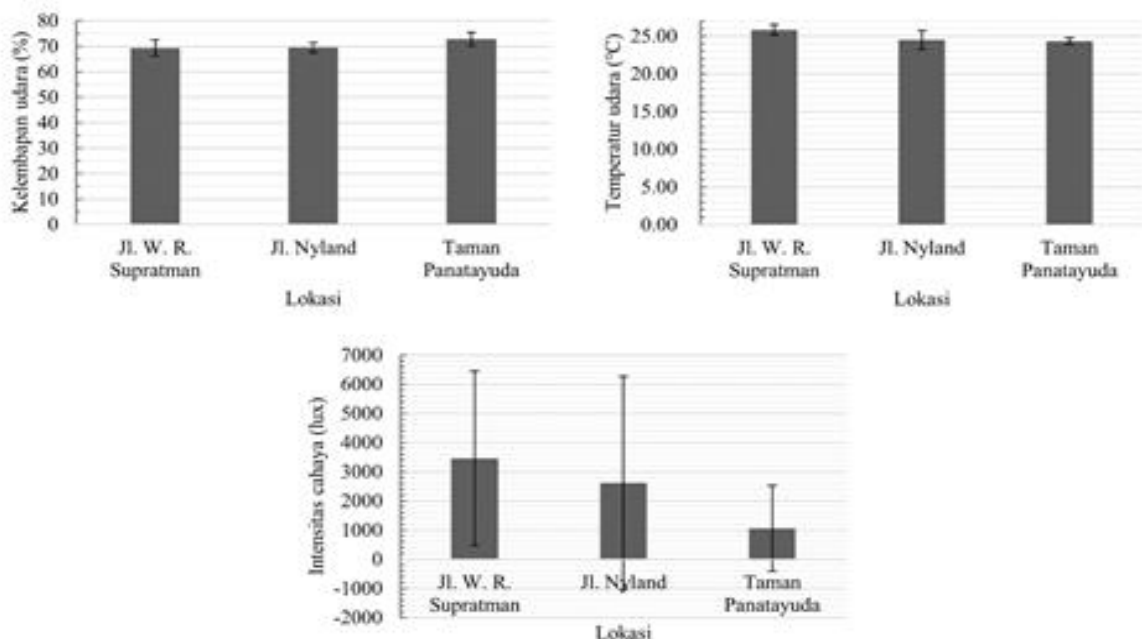 Kelembapan udara (%)
80
70
60
50
40
30
20
10
0
Jl. W. R.
Supratman
Jl. Nyland
Taman
Panatayuda
Lokasi
Temperatur udara (°C)
25.00
20.00
15.00
10.00
5.00
0.00
Jl. W. R.
Supratman
Jl. Nyland
Taman
Panatayuda
Lokasi
Intensitas cahaya (lux)
7000
6000
5000
4000
3000
2000
1000
0
-1000
-2000
Jl. W. R.
Supratman
Jl. Nyland
Taman
Panatayuda
Lokasi